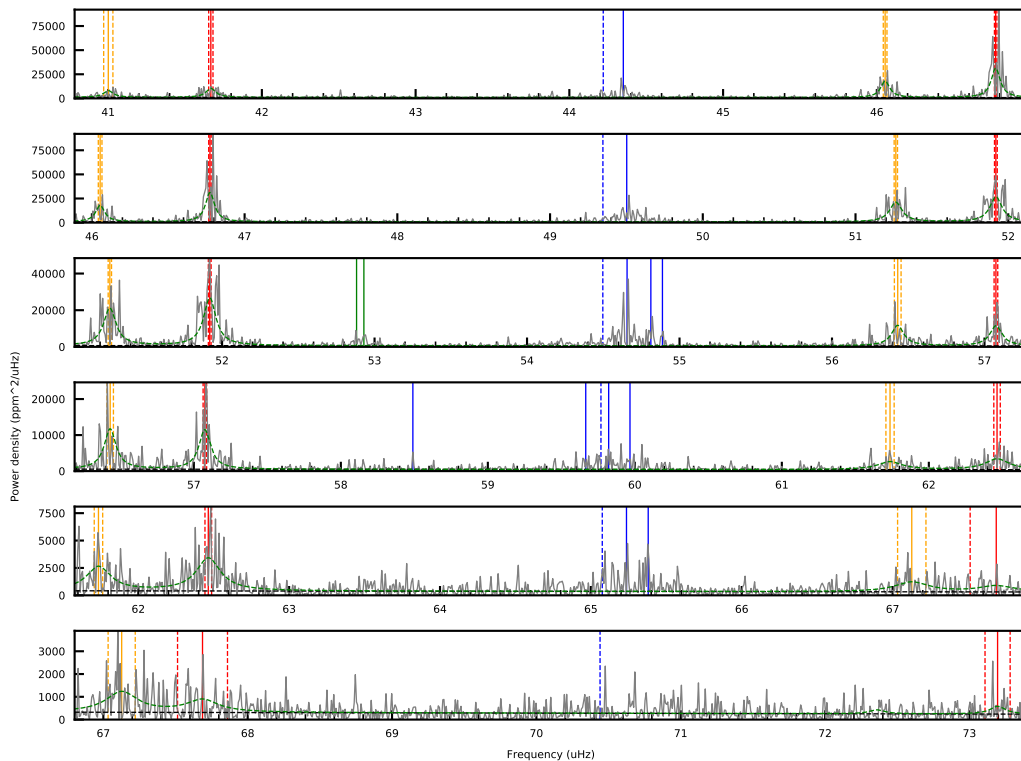 75000
50000
25000
0
41 42 43 44 45 46
75000
50000
25000
0
46 47 48 49 50 51 52
40000
20000
0
52 53 54 55 56 57
Power density (ppm^2/uHz)
20000
10000
0
57 58 59 60 61 62
7500
5000
2500
0
62 63 64 65 66 67
3000
2000
1000
0
67 68 69 70 71 72 73
Frequency (uHz)